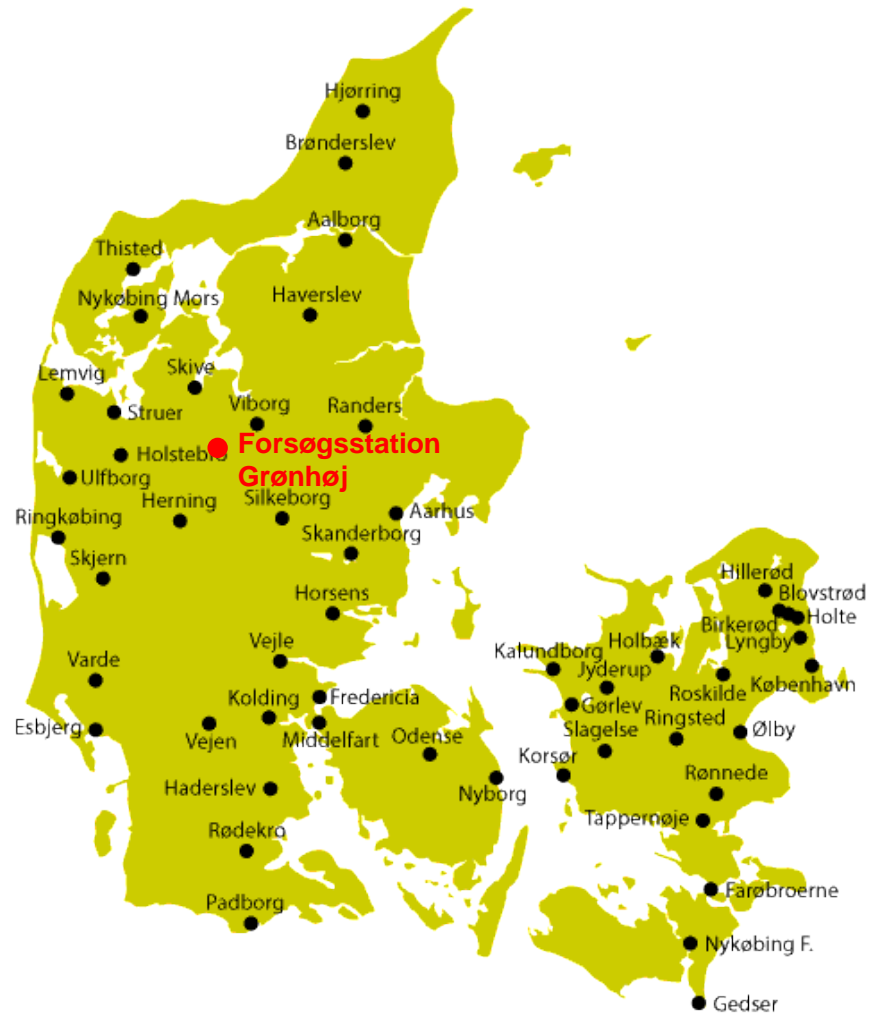 Hjørring
Brønderslev
Aalborg
Thisted
Nykøbing Mors
Haverslev
Skive
Lemvig
Viborg
Randers
Struer
Forsøgsstation
Grønhøj
Holstebro
Ulfborg
Herning
Silkeborg
Aarhus
Ringkøbing
Skanderborg
Skjern
Hillerød
Blovstrød
Horsens
Birkerød
Holte
Lyngby
Vejle
Holbæk
Kalundborg
Jyderup
Varde
Roskilde
København
Kolding
Fredericia
Gørlev
Esbjerg
Vejen
Middelfart
Odense
Slagelse
Ringsted
Ølby
Korsør
Rønnede
Haderslev
Nyborg
Tappernøje
Rødekro
Farøbroerne
Padborg
Nykøbing F.
Gedser